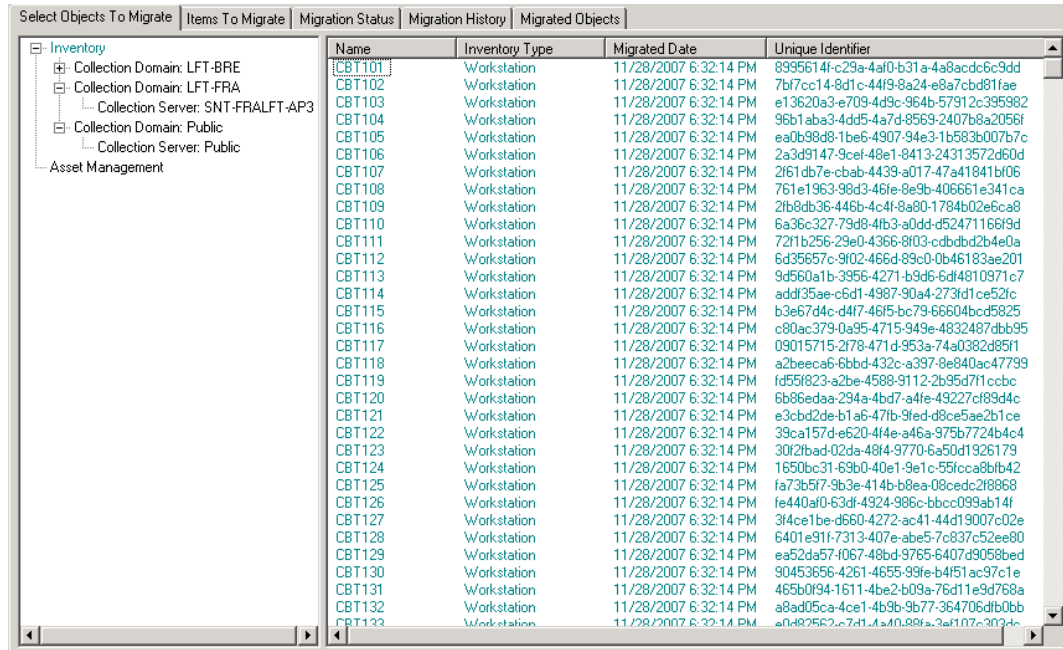 Select Objects To Migrate Items To Migrate Migration Status Migration History Migrated Objects
Inventory
Collection Domain: LFT-BRE
Collection Domain: LFT-FRA
Collection Server: SNT-FRALFT-AP3
Collection Domain: Public
Collection Server: Public
Asset Management
Name Inventory Type Migrated Date Unique Identifier
CBT101 Workstation 11/28/2007 6:32:14 PM 8995614f-c29a-4af0-b31a-4a8acdc6c9dd
CBT102 Workstation 11/28/2007 6:32:14 PM 7bf7cc14-8d1c-44f9-8a24-e8a7cbd81fae
CBT103 Workstation 11/28/2007 6:32:14 PM e13620a3-e709-4d9c-964b-57912c395982
CBT104 Workstation 11/28/2007 6:32:14 PM 96b1aba3-4dd5-4a7d-8569-2407b8a2056f
CBT105 Workstation 11/28/2007 6:32:14 PM ea0b98d8-1be6-4907-94e3-1b583b007b7c
CBT106 Workstation 11/28/2007 6:32:14 PM 2a3d9147-9cef-48e1-8413-24313572d60d
CBT107 Workstation 11/28/2007 6:32:14 PM 2f61db7e-cbab-4439-a017-47a41841bf06
CBT108 Workstation 11/28/2007 6:32:14 PM 761e1963-98d3-46fe-8e9b-406661e341ca
CBT109 Workstation 11/28/2007 6:32:14 PM 2fb8db36-446b-4c4f-8a80-1784b02e6ca8
CBT110 Workstation 11/28/2007 6:32:14 PM 6a36c327-79d8-4fb3-a0dd-d52471166f9d
CBT111 Workstation 11/28/2007 6:32:14 PM 72f1b256-29e0-4366-8f03-cdbdbd2b4e0a
CBT112 Workstation 11/28/2007 6:32:14 PM 6d35657c-9f02-466d-89c0-0b46183ae201
CBT113 Workstation 11/28/2007 6:32:14 PM 9d560a1b-3956-4271-b9d6-6df4810971c7
CBT114 Workstation 11/28/2007 6:32:14 PM addf35ae-c6d1-4987-90a4-273fd1ce52fc
CBT115 Workstation 11/28/2007 6:32:14 PM b3e67d4c-d4f7-46f5-bc79-66604bcd5825
CBT116 Workstation 11/28/2007 6:32:14 PM c80ac379-0a95-4715-949e-4832487dbb95
CBT117 Workstation 11/28/2007 6:32:14 PM 09015715-2f78-471d-953a-74a0382d85f1
CBT118 Workstation 11/28/2007 6:32:14 PM a2beeca6-6bbd-432c-a397-8e840ac47799
CBT119 Workstation 11/28/2007 6:32:14 PM fd55f823-a2be-4588-9112-2b95d7f1ccbc
CBT120 Workstation 11/28/2007 6:32:14 PM 6b86edaa-294a-4bd7-a4fe-49227cf89d4c
CBT121 Workstation 11/28/2007 6:32:14 PM e3cbd2de-b1a6-47fb-9fed-d8ce5ae2b1ce
CBT122 Workstation 11/28/2007 6:32:14 PM 39ca157d-e620-4f4e-a46a-975b7724b4c4
CBT123 Workstation 11/28/2007 6:32:14 PM 30f2fbad-02da-48f4-9770-6a50d1926179
CBT124 Workstation 11/28/2007 6:32:14 PM 1650bc31-69b0-40e1-9e1c-55fcca8bfb42
CBT125 Workstation 11/28/2007 6:32:14 PM fa73b5f7-9b3e-414b-b8ea-08cedc2f8868
CBT126 Workstation 11/28/2007 6:32:14 PM fe440af0-63df-4924-986c-bbcc099ab14f
CBT127 Workstation 11/28/2007 6:32:14 PM 3f4ce1be-d660-4272-ac41-44d19007c02e
CBT128 Workstation 11/28/2007 6:32:14 PM 6401e91f-7313-407e-abe5-7c837c52ee80
CBT129 Workstation 11/28/2007 6:32:14 PM ea52da57-f067-48bd-9765-6407d9058bed
CBT130 Workstation 11/28/2007 6:32:14 PM 90453656-4261-4655-99fe-b4f51ac97c1e
CBT131 Workstation 11/28/2007 6:32:14 PM 465b0f94-1611-4be2-b09a-76d11e9d768a
CBT132 Workstation 11/28/2007 6:32:14 PM a8ad05ca-4ce1-4b9b-9b77-364706dfb0bb
CBT133 Workstation 11/28/2007 6:32:14 PM e0d82562-c7d1-4a40-88fa-3ef107c303dc